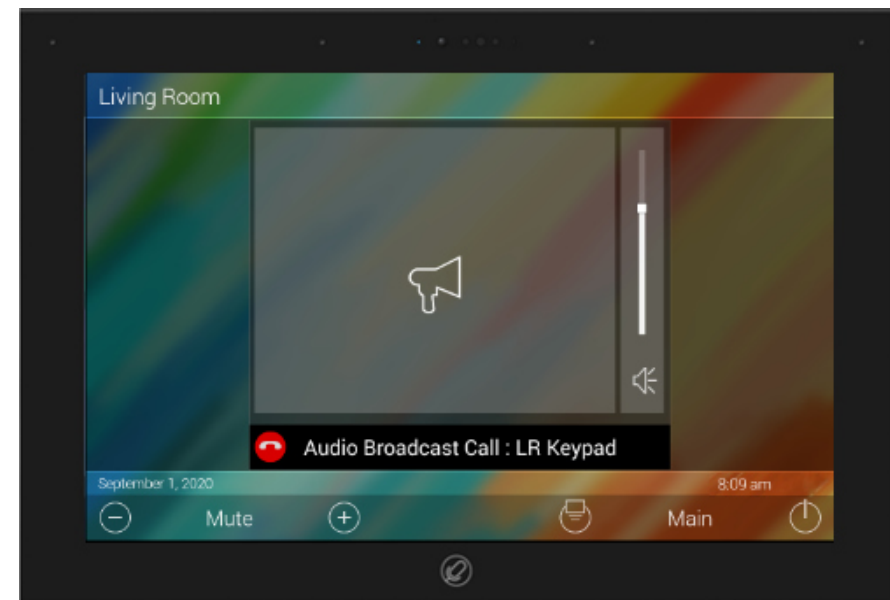 Living Room
Audio Broadcast Call : LR Keypad
September 1, 2020 8:09 am
Mute Main